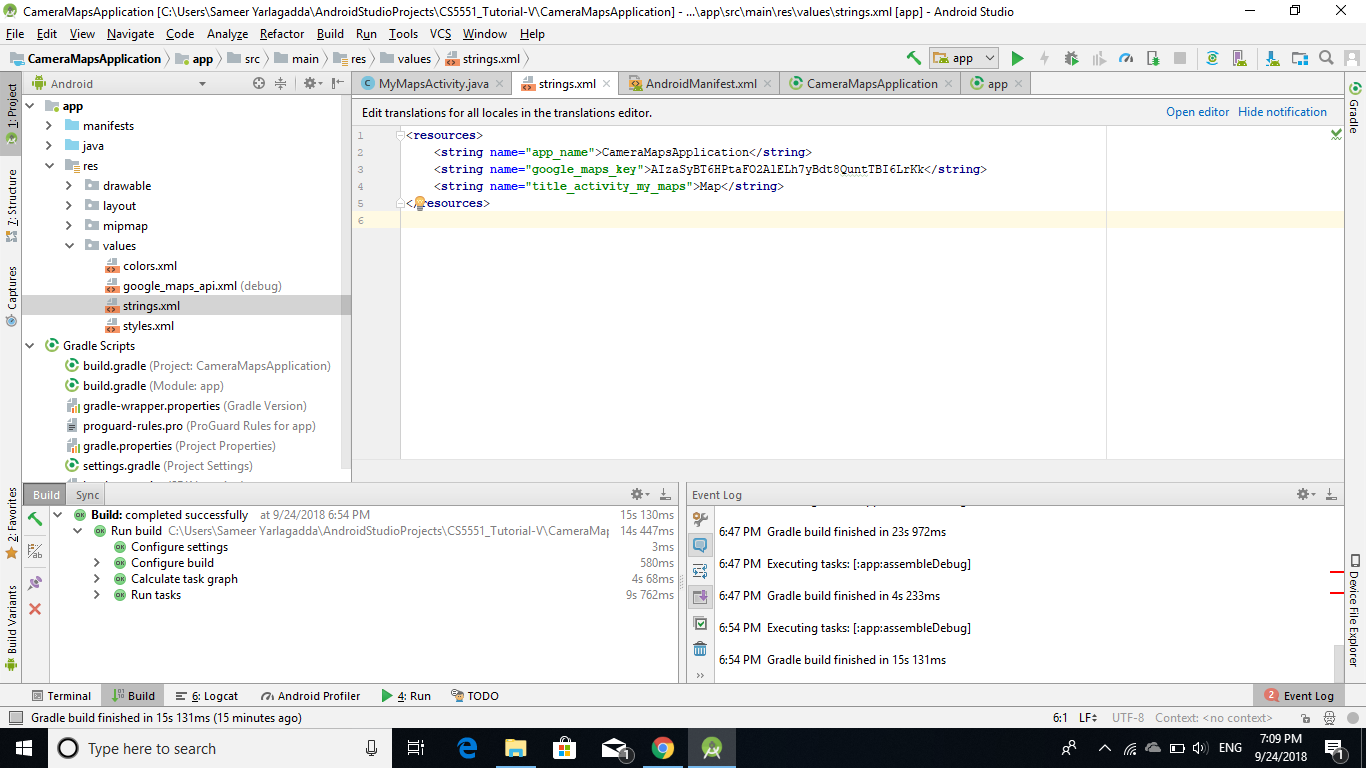 CameraMapsApplication [C:\Users\Sameer Yarlagadda\AndroidStudioProjects\CS5551_Tutorial-V\CameraMapsApplication] - ...\app\src\main\res\values\strings.xml [app] - Android Studio
File Edit View Navigate Code Analyze Refactor Build Run Tools VCS Window Help
CameraMapsApplication app src main res values strings.xml app
Android MyMapsActivity.java strings.xml AndroidManifest.xml CameraMapsApplication app
1: Project
7: Structure
Captures
2: Favorites
Build Variants
app
manifests
java
res
drawable
layout
mipmap
values
colors.xml
google_maps_api.xml (debug)
strings.xml
styles.xml
Gradle Scripts
build.gradle (Project: CameraMapsApplication)
build.gradle (Module: app)
gradle-wrapper.properties (Gradle Version)
proguard-rules.pro (ProGuard Rules for app)
gradle.properties (Project Properties)
settings.gradle (Project Settings)
Edit translations for all locales in the translations editor. Open editor Hide notification
1 <resources>
2 <string name="app_name">CameraMapsApplication</string>
3 <string name="google_maps_key">AIzaSyBT6HPtaFO2AlELh7yBdt8QuntTBI6LrKk</string>
4 <string name="title_activity_my_maps">Map</string>
5 </resources>
6
Gradle
Device File Explorer
Build Sync
Build: completed successfully at 9/24/2018 6:54 PM 15s 130ms
Run build C:\Users\Sameer Yarlagadda\AndroidStudioProjects\CS5551_Tutorial-V\CameraMap 14s 447ms
Configure settings 3ms
Configure build 580ms
Calculate task graph 4s 68ms
Run tasks 9s 762ms
Event Log
6:47 PM Gradle build finished in 23s 972ms
6:47 PM Executing tasks: [:app:assembleDebug]
6:47 PM Gradle build finished in 4s 233ms
6:54 PM Executing tasks: [:app:assembleDebug]
6:54 PM Gradle build finished in 15s 131ms
Terminal Build 6: Logcat Android Profiler 4: Run TODO 2 Event Log
Gradle build finished in 15s 131ms (15 minutes ago) 6:1 LF UTF-8 Context: <no context>
Type here to search 1 ENG 7:09 PM 1
9/24/2018